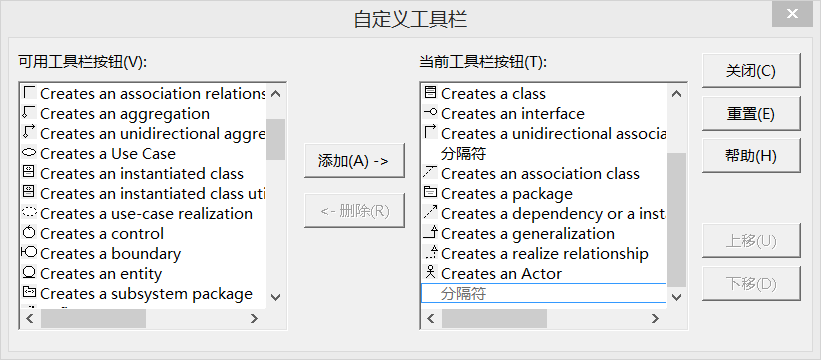 自定义工具栏
可用工具栏按钮(V):
Creates an association relations
Creates an aggregation
Creates an unidirectional aggre
Creates a Use Case
Creates an instantiated class
Creates an instantiated class uti
Creates a use-case realization
Creates a control
Creates a boundary
Creates an entity
Creates a subsystem package
添加(A) ->
<- 删除(R)
当前工具栏按钮(T):
Creates a class
Creates an interface
Creates a unidirectional associa
分隔符
Creates an association class
Creates a package
Creates a dependency or a inst
Creates a generalization
Creates a realize relationship
Creates an Actor
分隔符
关闭(C)
重置(E)
帮助(H)
上移(U)
下移(D)